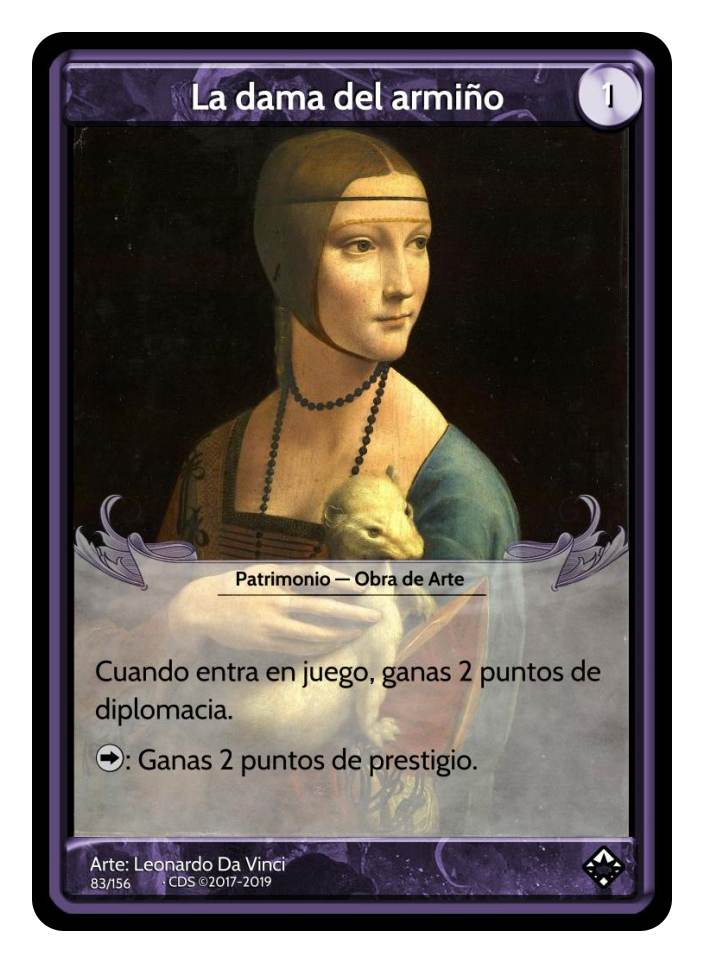 La dama del armiño
1
Patrimonio — Obra de Arte
Cuando entra en juego, ganas 2 puntos de
diplomacia.
: Ganas 2 puntos de prestigio.
Arte: Leonardo Da Vinci
83/156 · CDS ©2017-2019